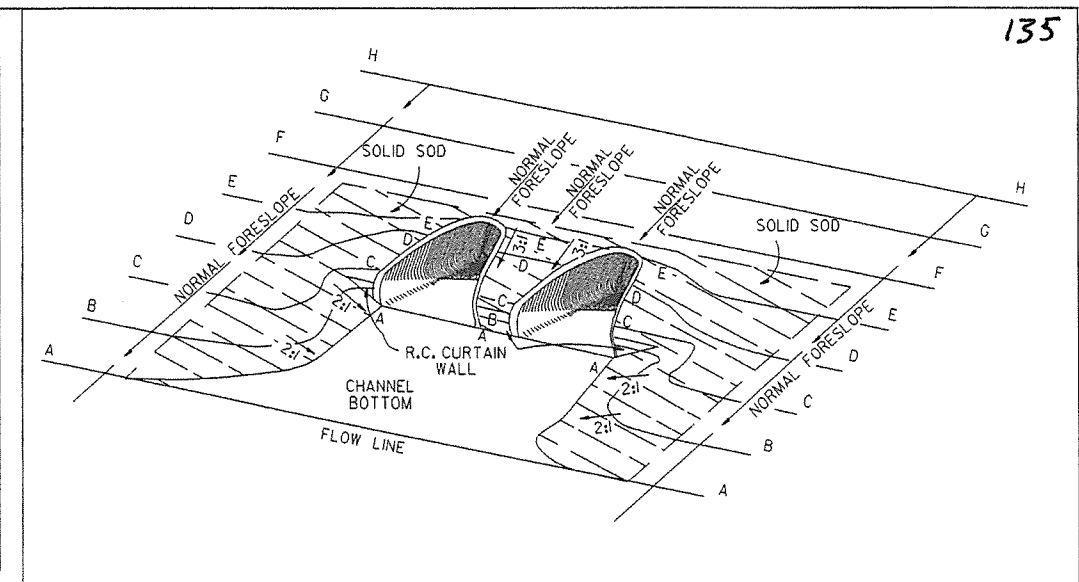 135
H
G
F
SOLID SOD
NORMAL
FORESLOPE
NORMAL
FORESLOPE
NORMAL
FORESLOPE
E
D
C
B
A
NORMAL FORESLOPE
H
G
F
E
D
C
B
A
SOLID SOD
NORMAL FORESLOPE
E
D
C
A
3:1
E
D
C
B
A
3:1
E
D
C
A
2:1
2:1
2:1
2:1
R.C. CURTAIN
WALL
CHANNEL
BOTTOM
FLOW LINE